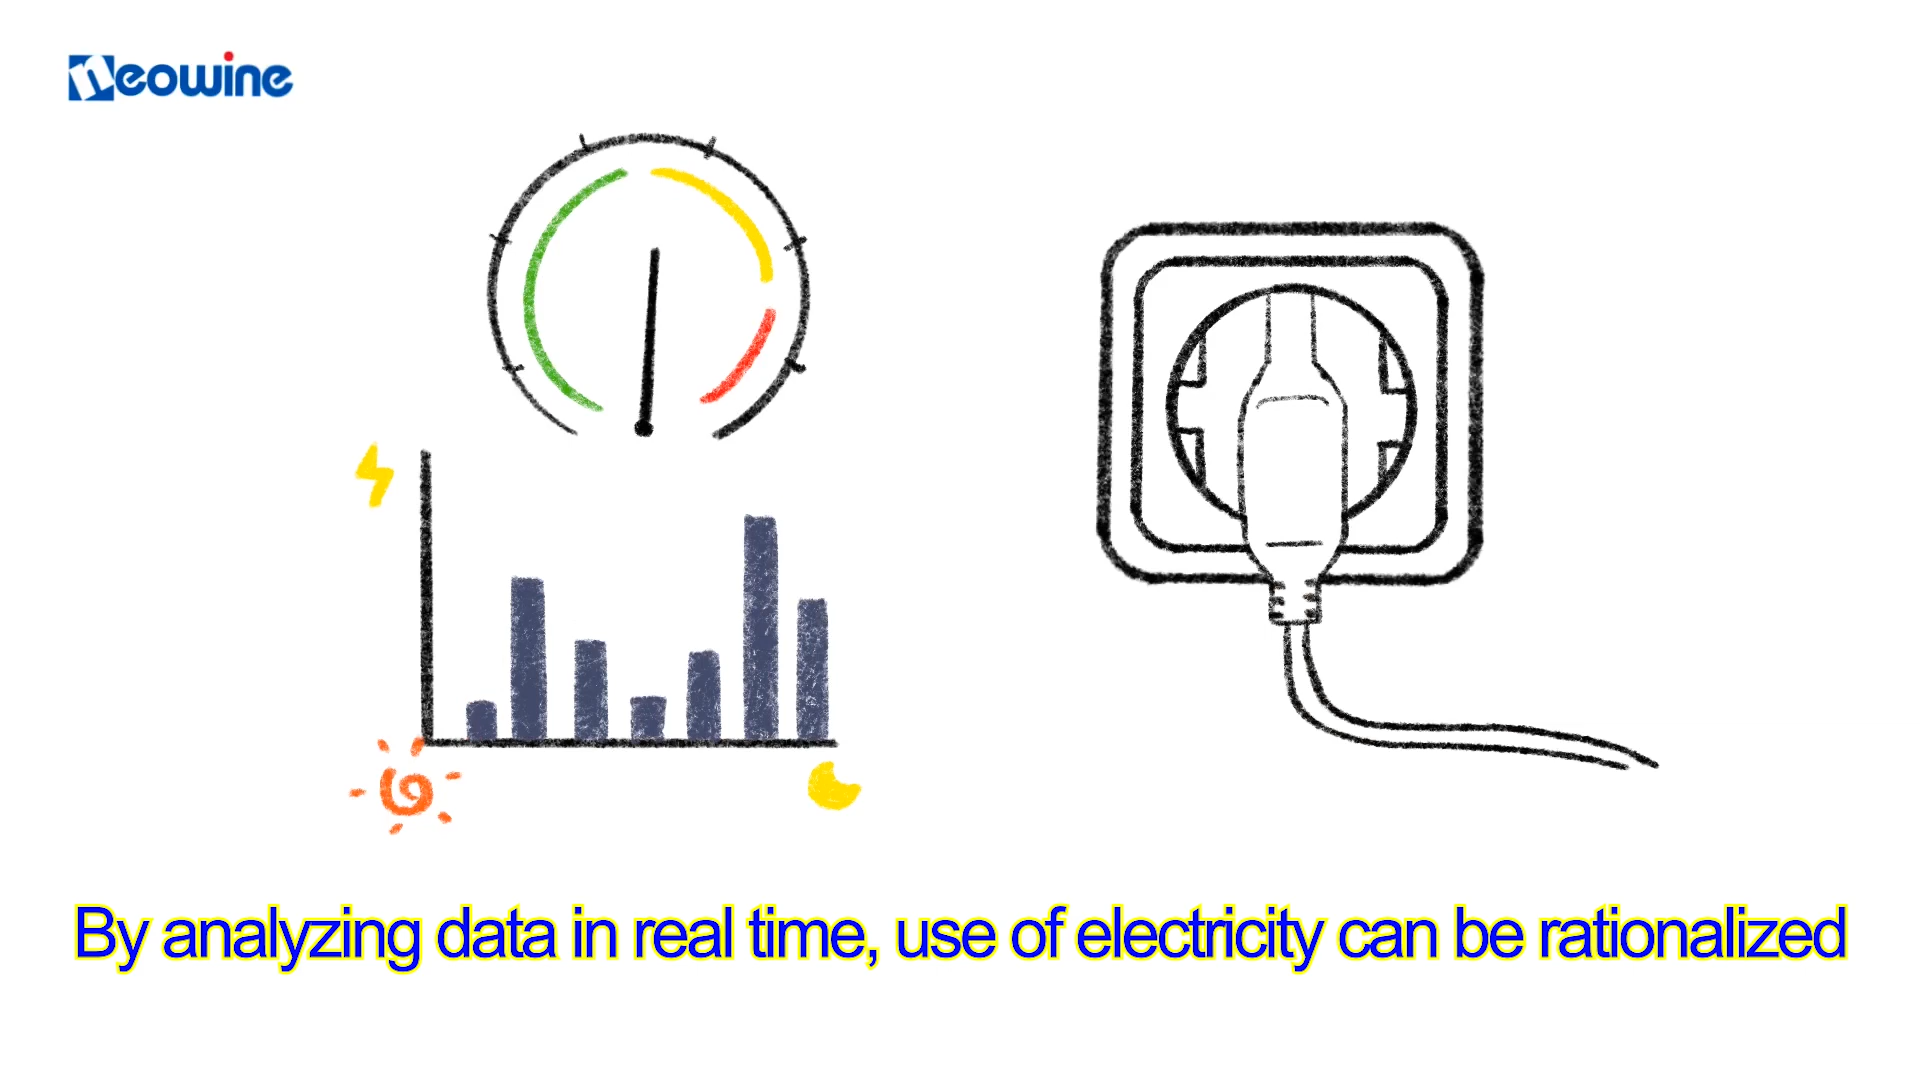 Neowine
By analyzing data in real time, use of electricity can be rationalized